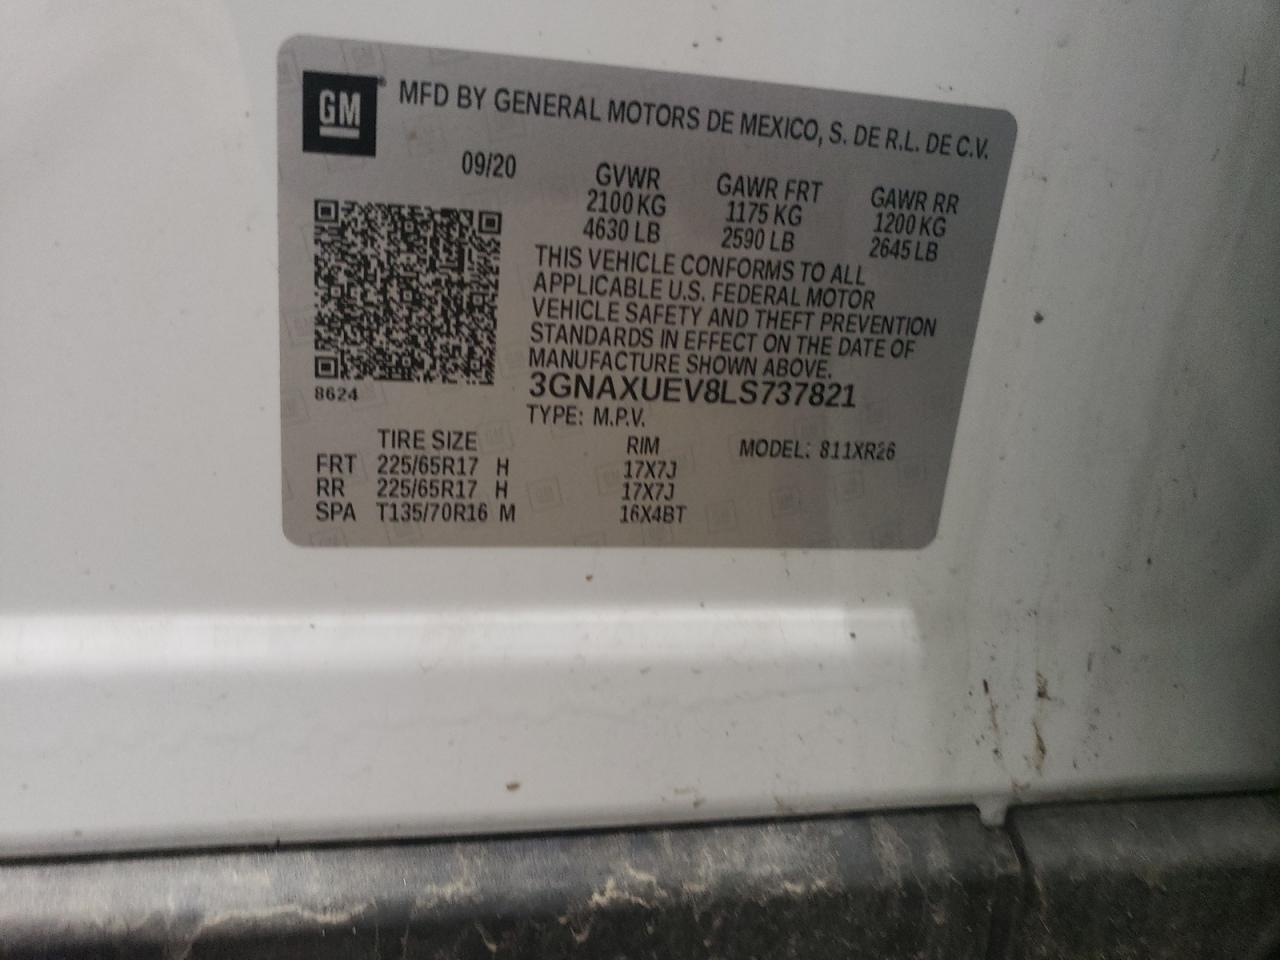 GM ® MFD BY GENERAL MOTORS DE MEXICO, S. DE R.L. DE C.V.
09/20 GVWR GAWR FRT GAWR RR
2100 KG 1175 KG 1200 KG
4630 LB 2590 LB 2645 LB
THIS VEHICLE CONFORMS TO ALL
APPLICABLE U.S. FEDERAL MOTOR
VEHICLE SAFETY AND THEFT PREVENTION
STANDARDS IN EFFECT ON THE DATE OF
MANUFACTURE SHOWN ABOVE.
8624 3GNAXUEV8LS737821
TYPE: M.P.V.
TIRE SIZE RIM MODEL: 811XR26
FRT 225/65R17 H 17X7J
RR 225/65R17 H 17X7J
SPA T135/70R16 M 16X4BT